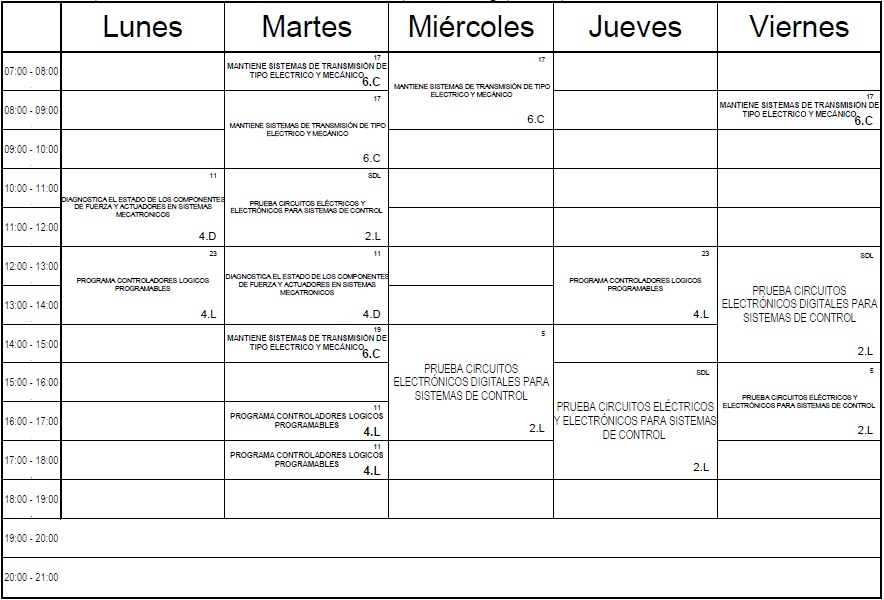 Lunes Martes Miércoles Jueves Viernes
07:00 - 08:00
17
MANTIENE SISTEMAS DE TRANSMISIÓN DE
TIPO ELECTRICO Y MECÁNICO
6.C
17
MANTIENE SISTEMAS DE TRANSMISIÓN DE TIPO
ELECTRICO Y MECÁNICO
6.C
08:00 - 09:00
17
MANTIENE SISTEMAS DE TRANSMISIÓN DE TIPO
ELECTRICO Y MECÁNICO
6.C
17
MANTIENE SISTEMAS DE TRANSMISIÓN DE
TIPO ELECTRICO Y MECÁNICO
6.C
09:00 - 10:00
10:00 - 11:00
11
DIAGNOSTICA EL ESTADO DE LOS COMPONENTES
DE FUERZA Y ACTUADORES EN SISTEMAS
MECATRONICOS
4.D
SDL
PRUEBA CIRCUITOS ELÉCTRICOS Y
ELECTRÓNICOS PARA SISTEMAS DE CONTROL
2.L
11:00 - 12:00
12:00 - 13:00
23
PROGRAMA CONTROLADORES LOGICOS
PROGRAMABLES
4.L
11
DIAGNOSTICA EL ESTADO DE LOS COMPONENTES
DE FUERZA Y ACTUADORES EN SISTEMAS
MECATRONICOS
4.D
23
PROGRAMA CONTROLADORES LOGICOS
PROGRAMABLES
4.L
SDL
PRUEBA CIRCUITOS
ELECTRÓNICOS DIGITALES PARA
SISTEMAS DE CONTROL
2.L
13:00 - 14:00
14:00 - 15:00
19
MANTIENE SISTEMAS DE TRANSMISIÓN DE
TIPO ELECTRICO Y MECÁNICO
6.C
5
PRUEBA CIRCUITOS
ELECTRÓNICOS DIGITALES PARA
SISTEMAS DE CONTROL
2.L
15:00 - 16:00
SDL
PRUEBA CIRCUITOS ELÉCTRICOS
Y ELECTRÓNICOS PARA SISTEMAS
DE CONTROL
2.L
5
PRUEBA CIRCUITOS ELÉCTRICOS Y
ELECTRÓNICOS PARA SISTEMAS DE CONTROL
2.L
16:00 - 17:00
11
PROGRAMA CONTROLADORES LOGICOS
PROGRAMABLES
4.L
17:00 - 18:00
11
PROGRAMA CONTROLADORES LOGICOS
PROGRAMABLES
4.L
18:00 - 19:00
19:00 - 20:00
20:00 - 21:00